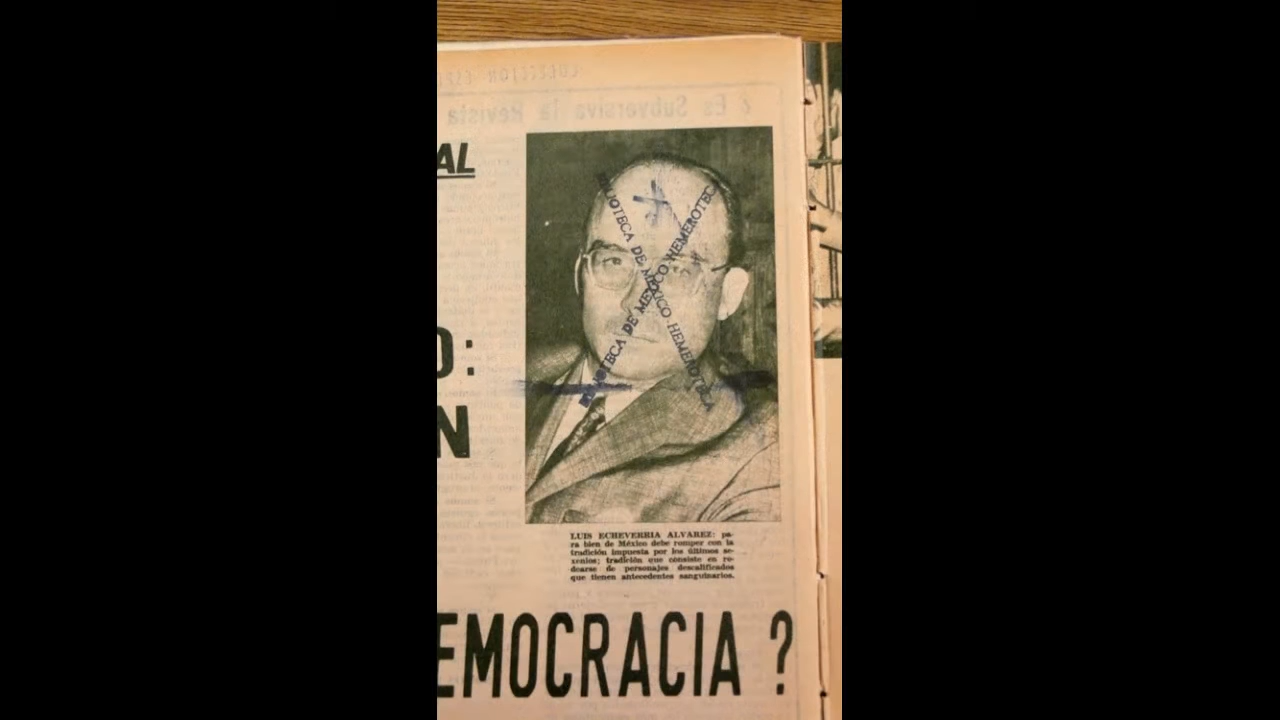 COLECCION ESPE
¿ Es Subversiva la Revista
AL
BIBLIOTECA DE MEXICO HEMEROTECA
BIBLIOTECA DE MEXICO HEMEROTECA
O:
N
LUIS ECHEVERRIA ALVAREZ: pa-
ra bien de México debe romper con la
tradición impuesta por los últimos se-
xenios; tradición que consiste en ro-
dearse de personajes descalificados
que tienen antecedentes sanguinarios.
EMOCRACIA ?